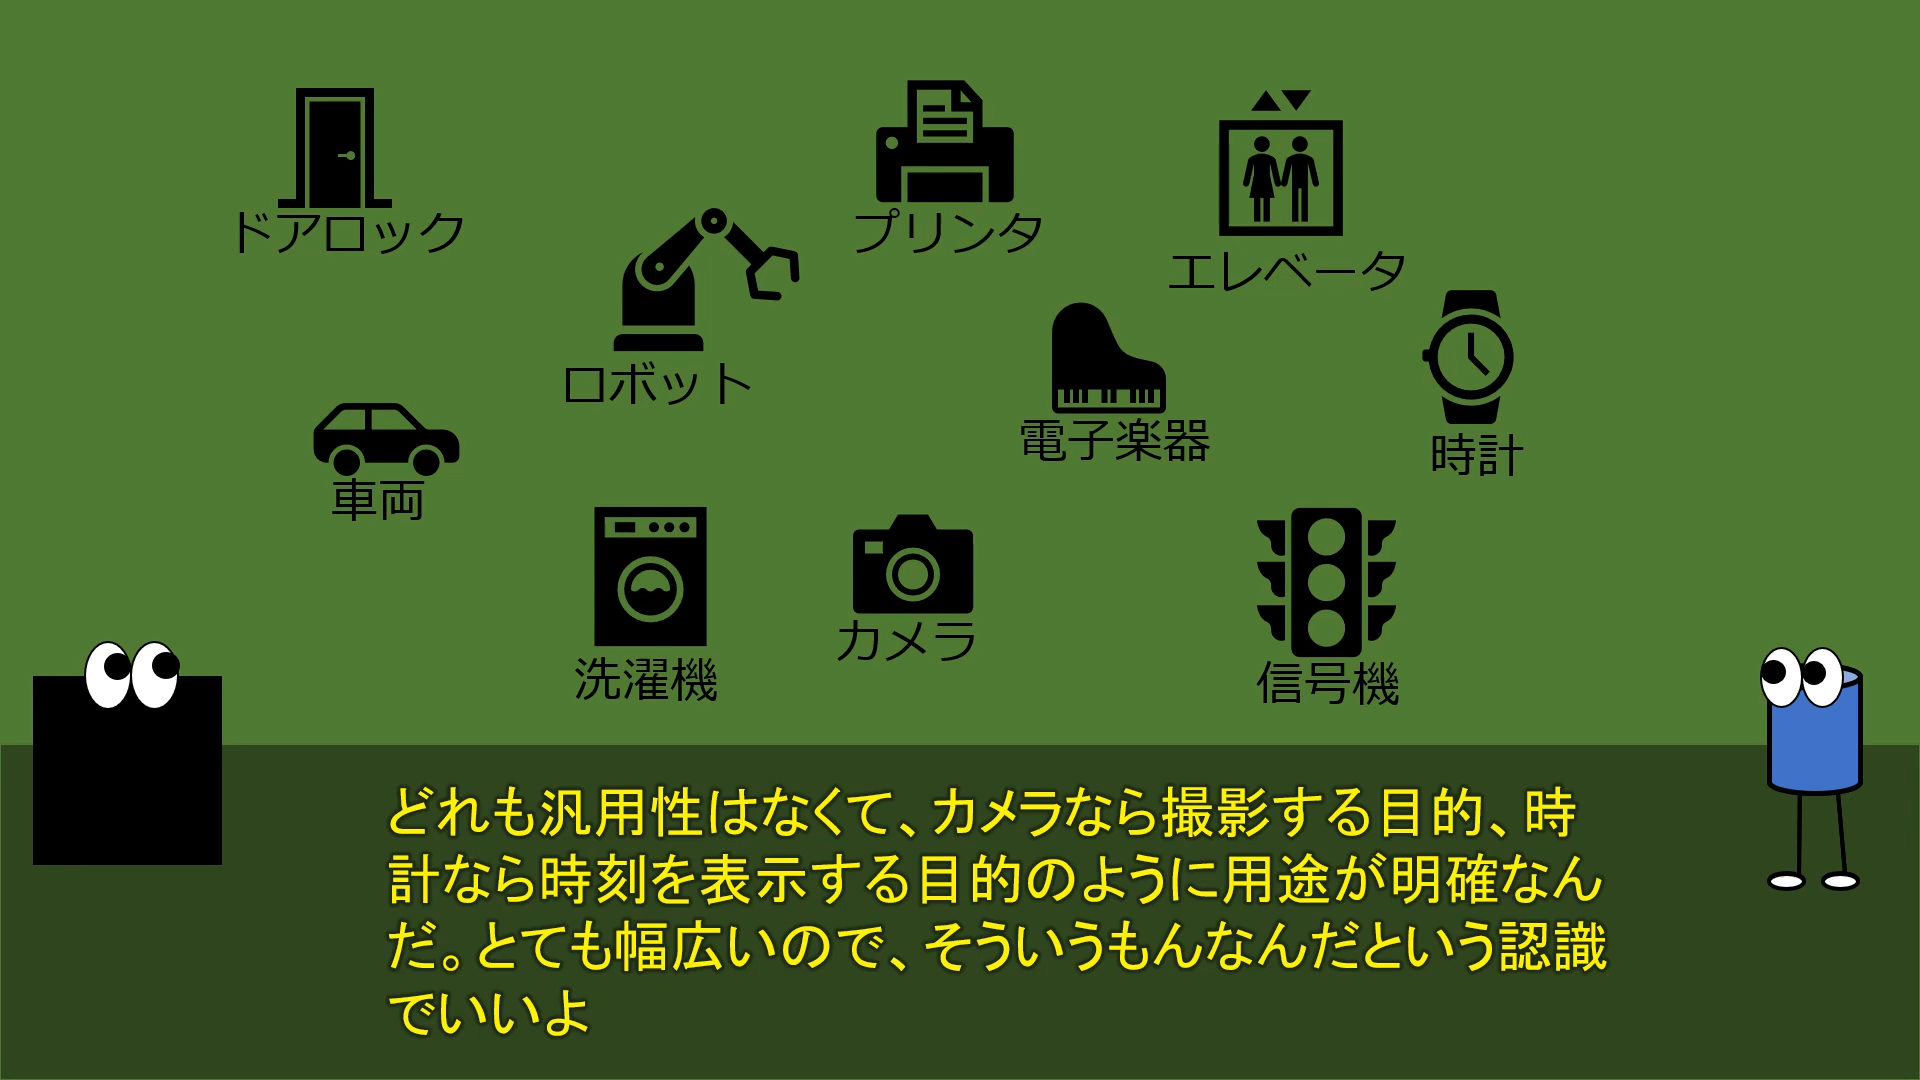 ドアロック
プリンタ
エレベータ
ロボット
電子楽器
時計
車両
洗濯機
カメラ
信号機
どれも汎用性はなくて、カメラなら撮影する目的、時
計なら時刻を表示する目的のように用途が明確なん
だ。とても幅広いので、そういうもんなんだという認識
でいいよ